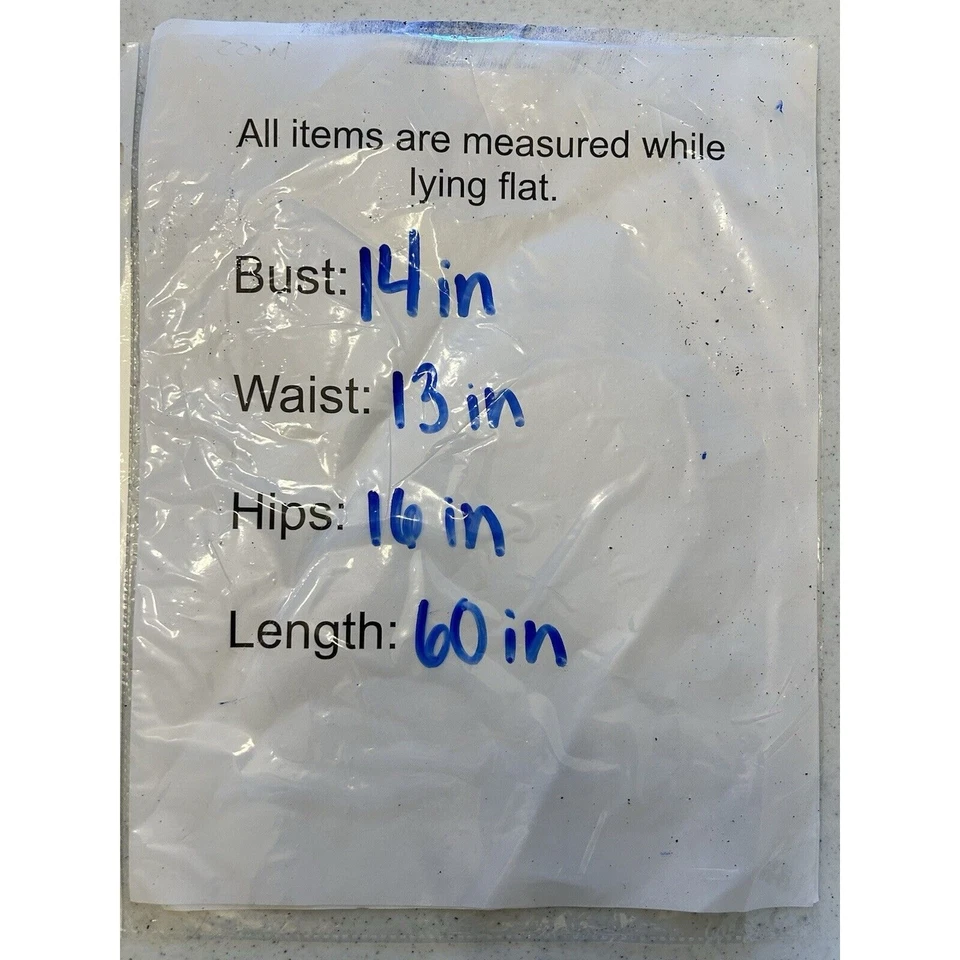 All items are measured while
lying flat.
Bust: 14 in
Waist: 13 in
Hips: 16 in
Length: 60 in